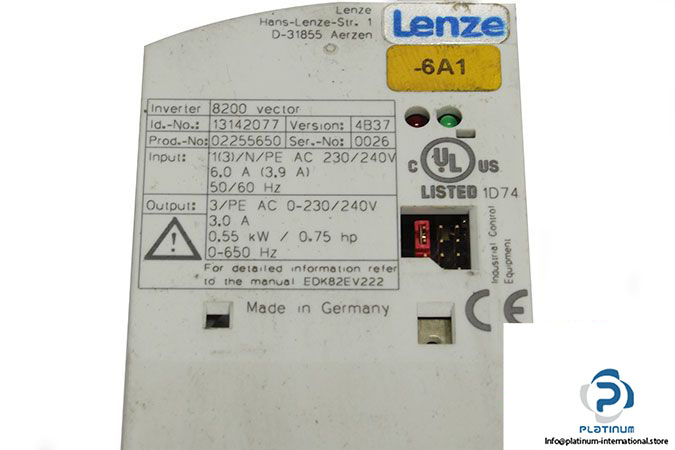 Lenze
Hans-Lenze-Str. 1
D-31855 Aerzen
Lenze
-6A1
Inverter 8200 vector
Id.-No.: 13142077 Version: 4B37
Prod.-No: 02255650 Ser.-No: 0026
Input: 1(3)/N/PE AC 230/240V
6.0 A (3.9 A)
50/60 Hz
Output: 3/PE AC 0-230/240V
3.0 A
0.55 kW / 0.75 hp
0-650 Hz
For detailed information refer
to the manual EDK82EV222
C UL US
LISTED 1D74
Industrial Control
Equipment
Made in Germany
CE
PLATINUM
Info@platinum-international.store